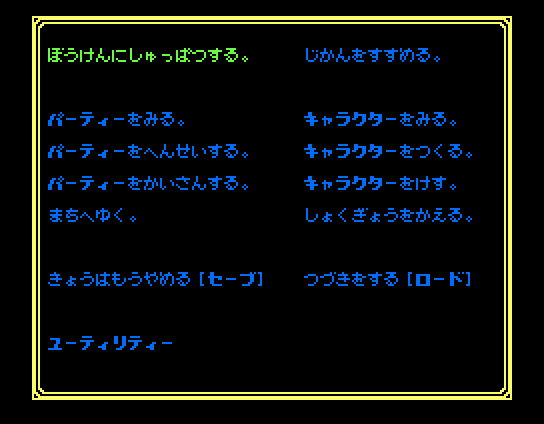 ぼうけんにしゅっぱつする。 じかんをすすめる。
パーティーをみる。 キャラクターをみる。
パーティーをへんせいする。 キャラクターをつくる。
パーティーをかいさんする。 キャラクターをけす。
まちへゆく。 しょくぎょうをかえる。
きょうはもうやめる [セーブ] つづきをする [ロード]
ユーティリティー